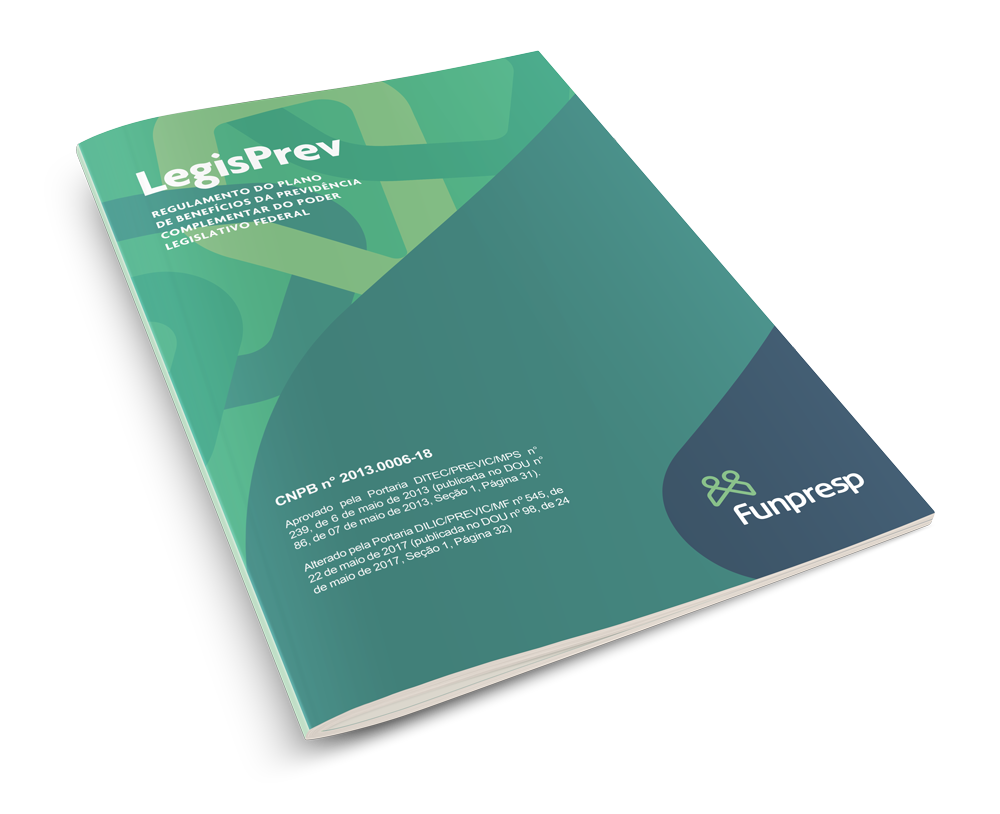 LegisPrev
REGULAMENTO DO PLANO
DE BENEFÍCIOS DA PREVIDÊNCIA
COMPLEMENTAR DO PODER
LEGISLATIVO FEDERAL
CNPB n° 2013.0006-18
Aprovado pela Portaria DITEC/PREVIC/MPS n°
239, de 6 de maio de 2013 (publicada no DOU n°
86, de 07 de maio de 2013, Seção 1, Página 31).
Alterado pela Portaria DILIC/PREVIC/MF nº 545, de
22 de maio de 2017 (publicada no DOU nº 98, de 24
de maio de 2017, Seção 1, Página 32)
Funpresp